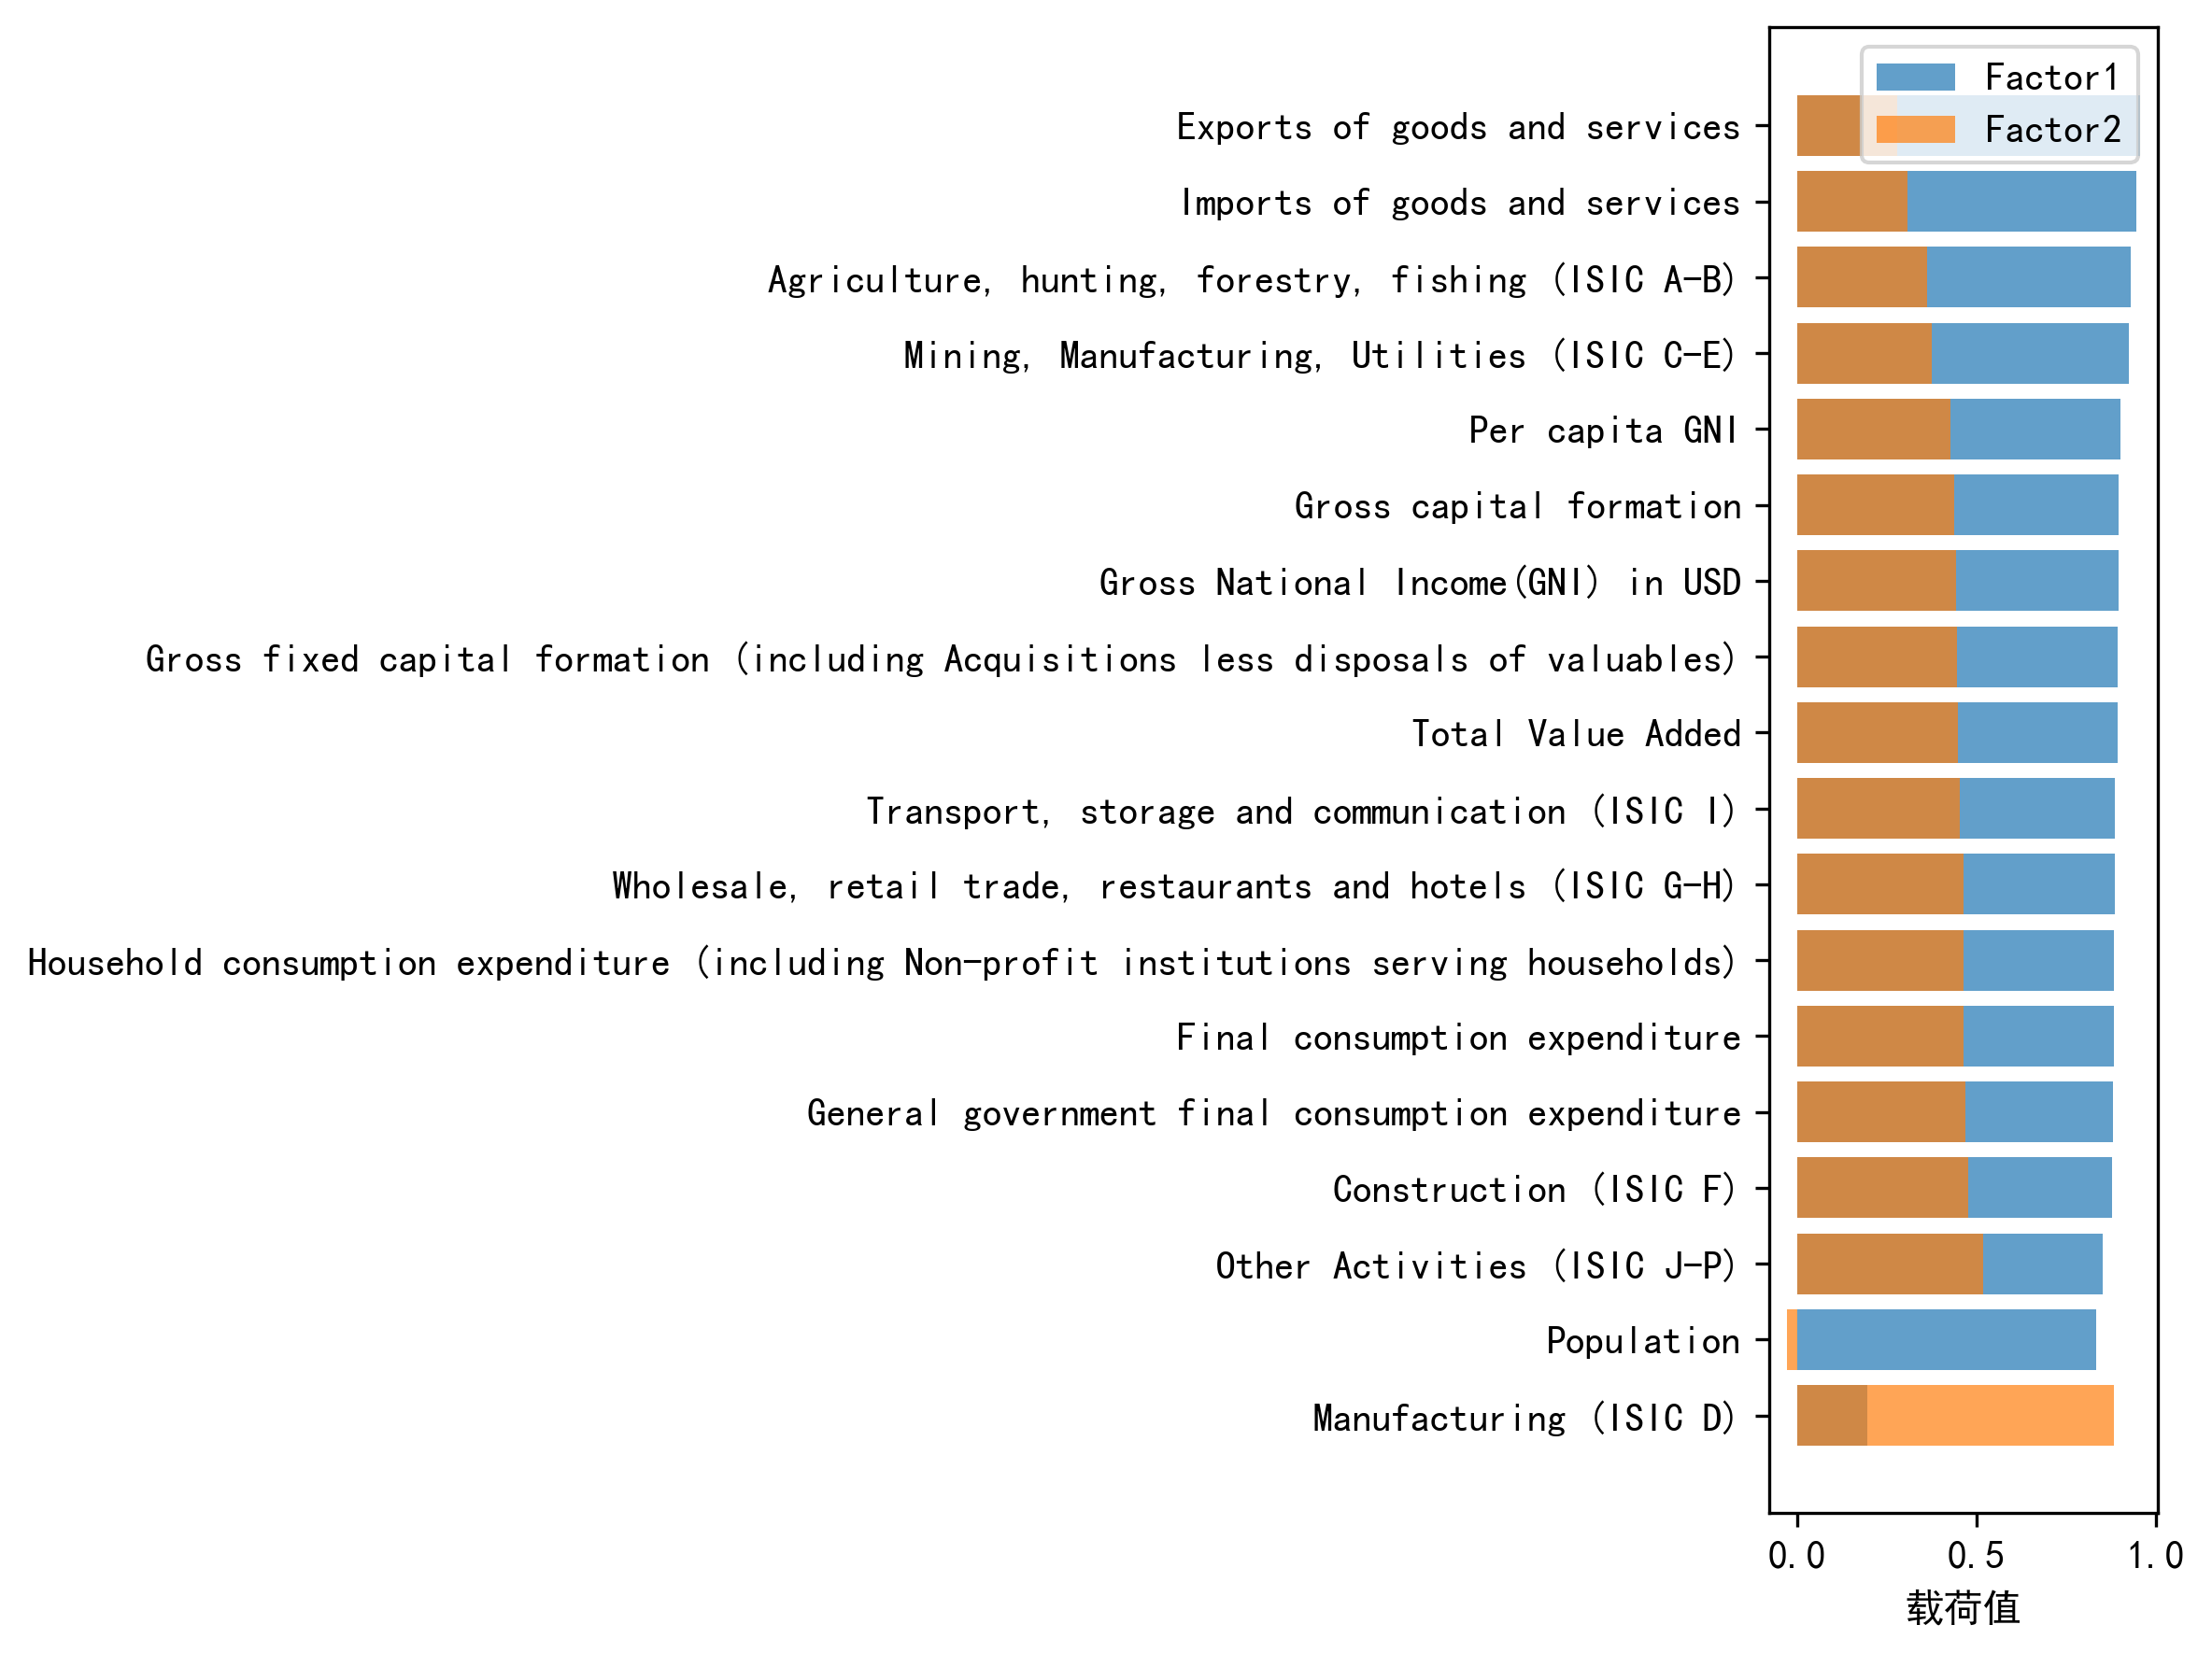 Factor1
Factor2
Exports of goods and services
Imports of goods and services
Agriculture, hunting, forestry, fishing (ISIC A-B)
Mining, Manufacturing, Utilities (ISIC C-E)
Per capita GNI
Gross capital formation
Gross National Income(GNI) in USD
Gross fixed capital formation (including Acquisitions less disposals of valuables)
Total Value Added
Transport, storage and communication (ISIC I)
Wholesale, retail trade, restaurants and hotels (ISIC G-H)
Household consumption expenditure (including Non-profit institutions serving households)
Final consumption expenditure
General government final consumption expenditure
Construction (ISIC F)
Other Activities (ISIC J-P)
Population
Manufacturing (ISIC D)
0.0 0.5 1.0
载荷值